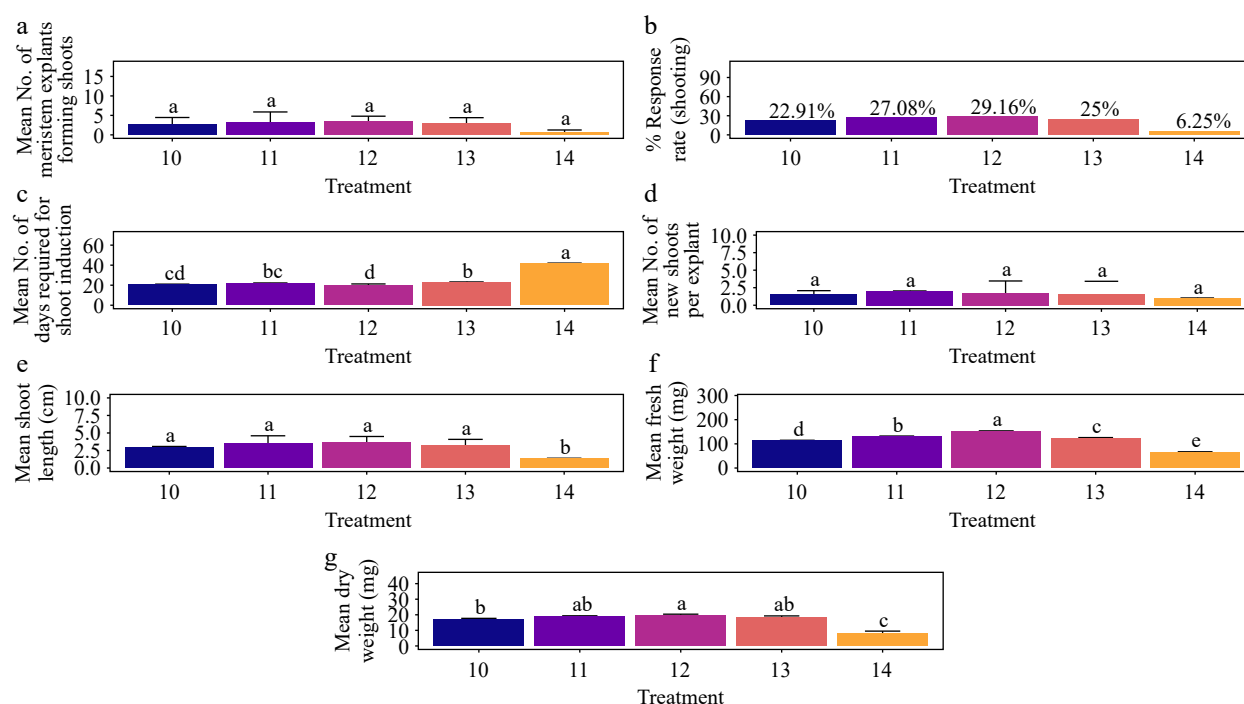 a
Mean No. of
meristem explants
forming shoots
15
10
5
0
a
a
a
a
a
10
11
12
13
14
Treatment
b
% Response
rate (shooting)
90
60
30
0
22.91%
27.08%
29.16%
25%
6.25%
10
11
12
13
14
Treatment
c
Mean No. of
days required for
shoot induction
60
40
20
0
cd
bc
d
b
a
10
11
12
13
14
Treatment
d
Mean No. of
new shoots
per explant
10.0
7.5
5.0
2.5
0.0
a
a
a
a
a
10
11
12
13
14
Treatment
e
Mean shoot
length (cm)
10.0
7.5
5.0
2.5
0.0
a
a
a
a
b
10
11
12
13
14
Treatment
f
Mean fresh
weight (mg)
300
200
100
0
d
b
a
c
e
10
11
12
13
14
Treatment
g
Mean dry
weight (mg)
40
30
20
10
0
b
ab
a
ab
c
10
11
12
13
14
Treatment